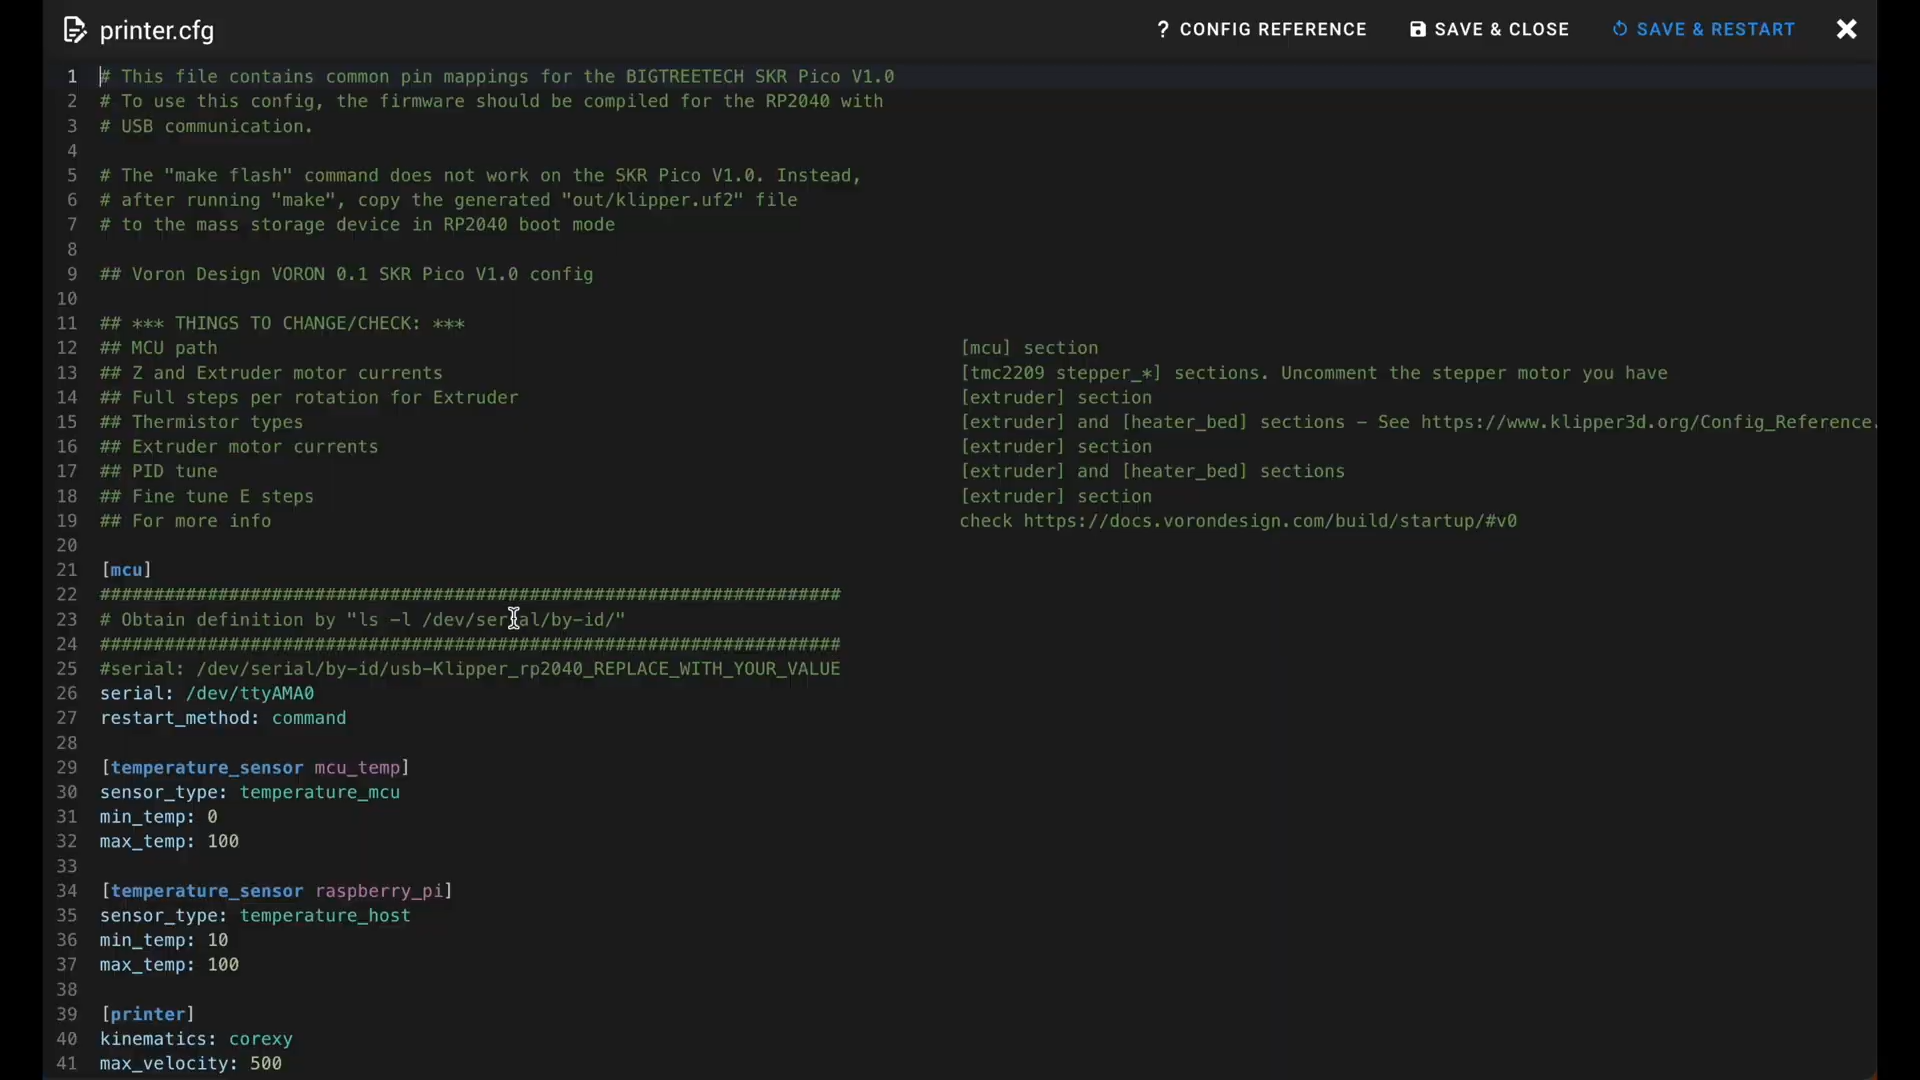 printer.cfg
? CONFIG REFERENCE
SAVE & CLOSE
SAVE & RESTART
1 # This file contains common pin mappings for the BIGTREETECH SKR Pico V1.0
2 # To use this config, the firmware should be compiled for the RP2040 with
3 # USB communication.
4
5 # The "make flash" command does not work on the SKR Pico V1.0. Instead,
6 # after running "make", copy the generated "out/klipper.uf2" file
7 # to the mass storage device in RP2040 boot mode
8
9 ## Voron Design VORON 0.1 SKR Pico V1.0 config
10
11 ## *** THINGS TO CHANGE/CHECK: ***
12 ## MCU path [mcu] section
13 ## Z and Extruder motor currents [tmc2209 stepper_*] sections. Uncomment the stepper motor you have
14 ## Full steps per rotation for Extruder [extruder] section
15 ## Thermistor types [extruder] and [heater_bed] sections – See https://www.klipper3d.org/Config_Reference.
16 ## Extruder motor currents [extruder] section
17 ## PID tune [extruder] and [heater_bed] sections
18 ## Fine tune E steps [extruder] section
19 ## For more info check https://docs.vorondesign.com/build/startup/#v0
20
21 [mcu]
22 #####################################################################
23 # Obtain definition by "ls -l /dev/serial/by-id/"
24 #####################################################################
25 #serial: /dev/serial/by-id/usb-Klipper_rp2040_REPLACE_WITH_YOUR_VALUE
26 serial: /dev/ttyAMA0
27 restart_method: command
28
29 [temperature_sensor mcu_temp]
30 sensor_type: temperature_mcu
31 min_temp: 0
32 max_temp: 100
33
34 [temperature_sensor raspberry_pi]
35 sensor_type: temperature_host
36 min_temp: 10
37 max_temp: 100
38
39 [printer]
40 kinematics: corexy
41 max_velocity: 500